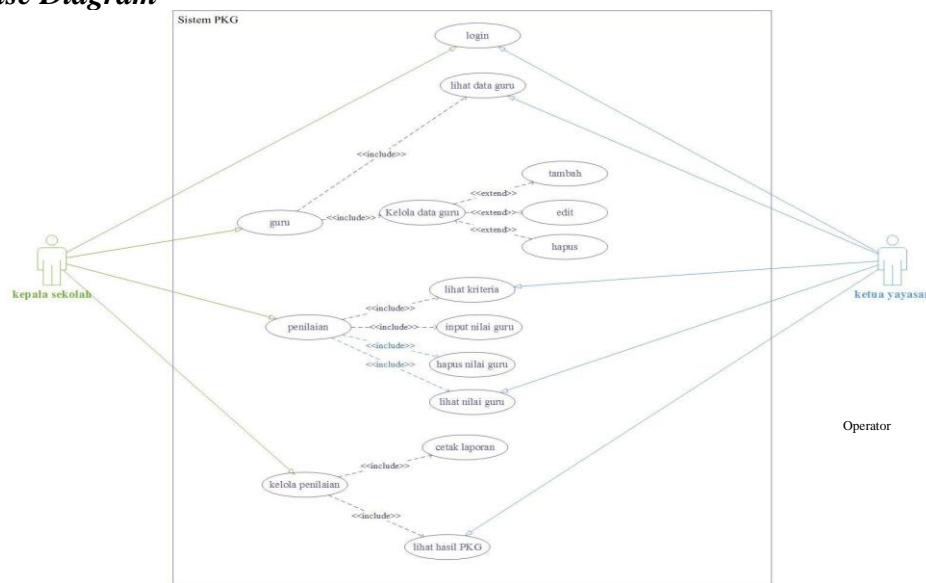 Use Case Diagram
Sistem PKG
login
lihat data guru
<<include>>
tambah
<<extend>>
guru
<<include>>
Kelola data guru
<<extend>>
edit
<<extend>>
hapus
kepala sekolah
ketua yayasan
lihat kriteria
<<include>>
penilaian
<<include>>
input nilai guru
<<include>>
<<include>>
hapus nilai guru
lihat nilai guru
Operator
cetak laporan
<<include>>
kelola penilaian
<<include>>
lihat hasil PKG